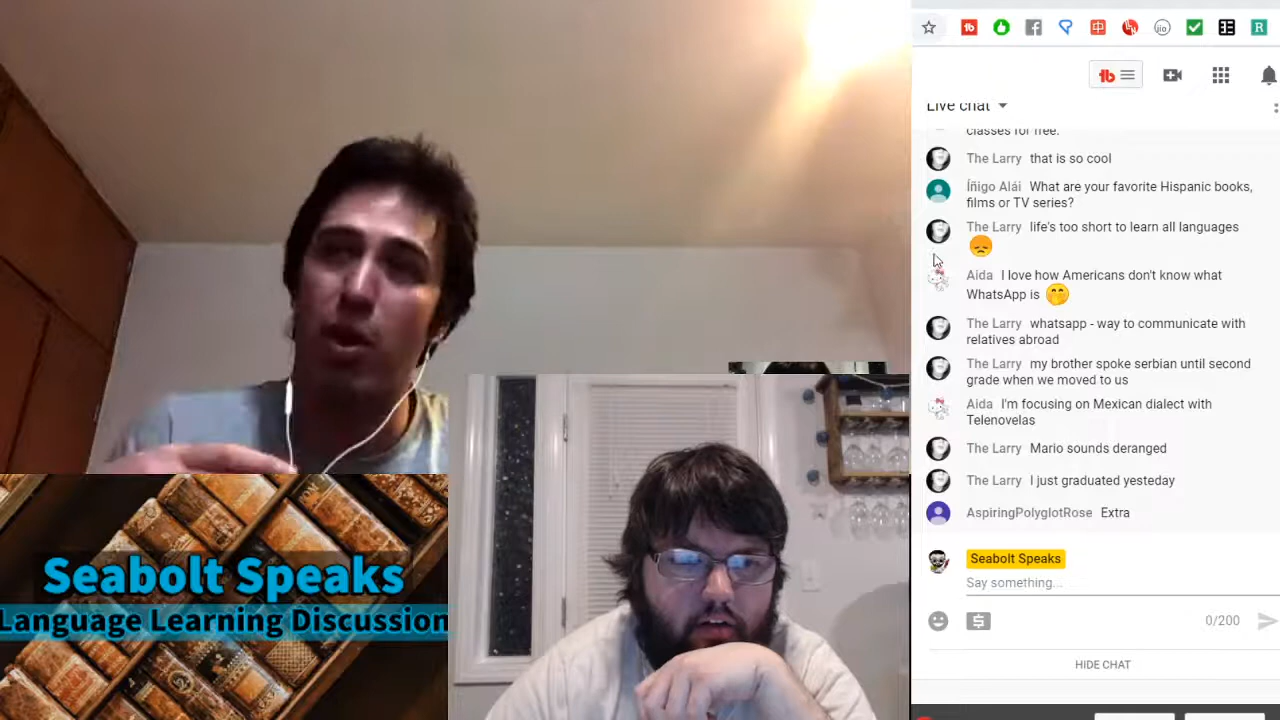 Live chat
classes for free.
The Larry that is so cool
Íñigo Alái What are your favorite Hispanic books,
films or TV series?
The Larry life's too short to learn all languages
Aida I love how Americans don't know what
WhatsApp is
The Larry whatsapp - way to communicate with
relatives abroad
The Larry my brother spoke serbian until second
grade when we moved to us
Aida I'm focusing on Mexican dialect with
Telenovelas
The Larry Mario sounds deranged
The Larry I just graduated yesteday
AspiringPolyglotRose Extra
Seabolt Speaks
Say something...
0/200
HIDE CHAT
Seabolt Speaks
Language Learning Discussion